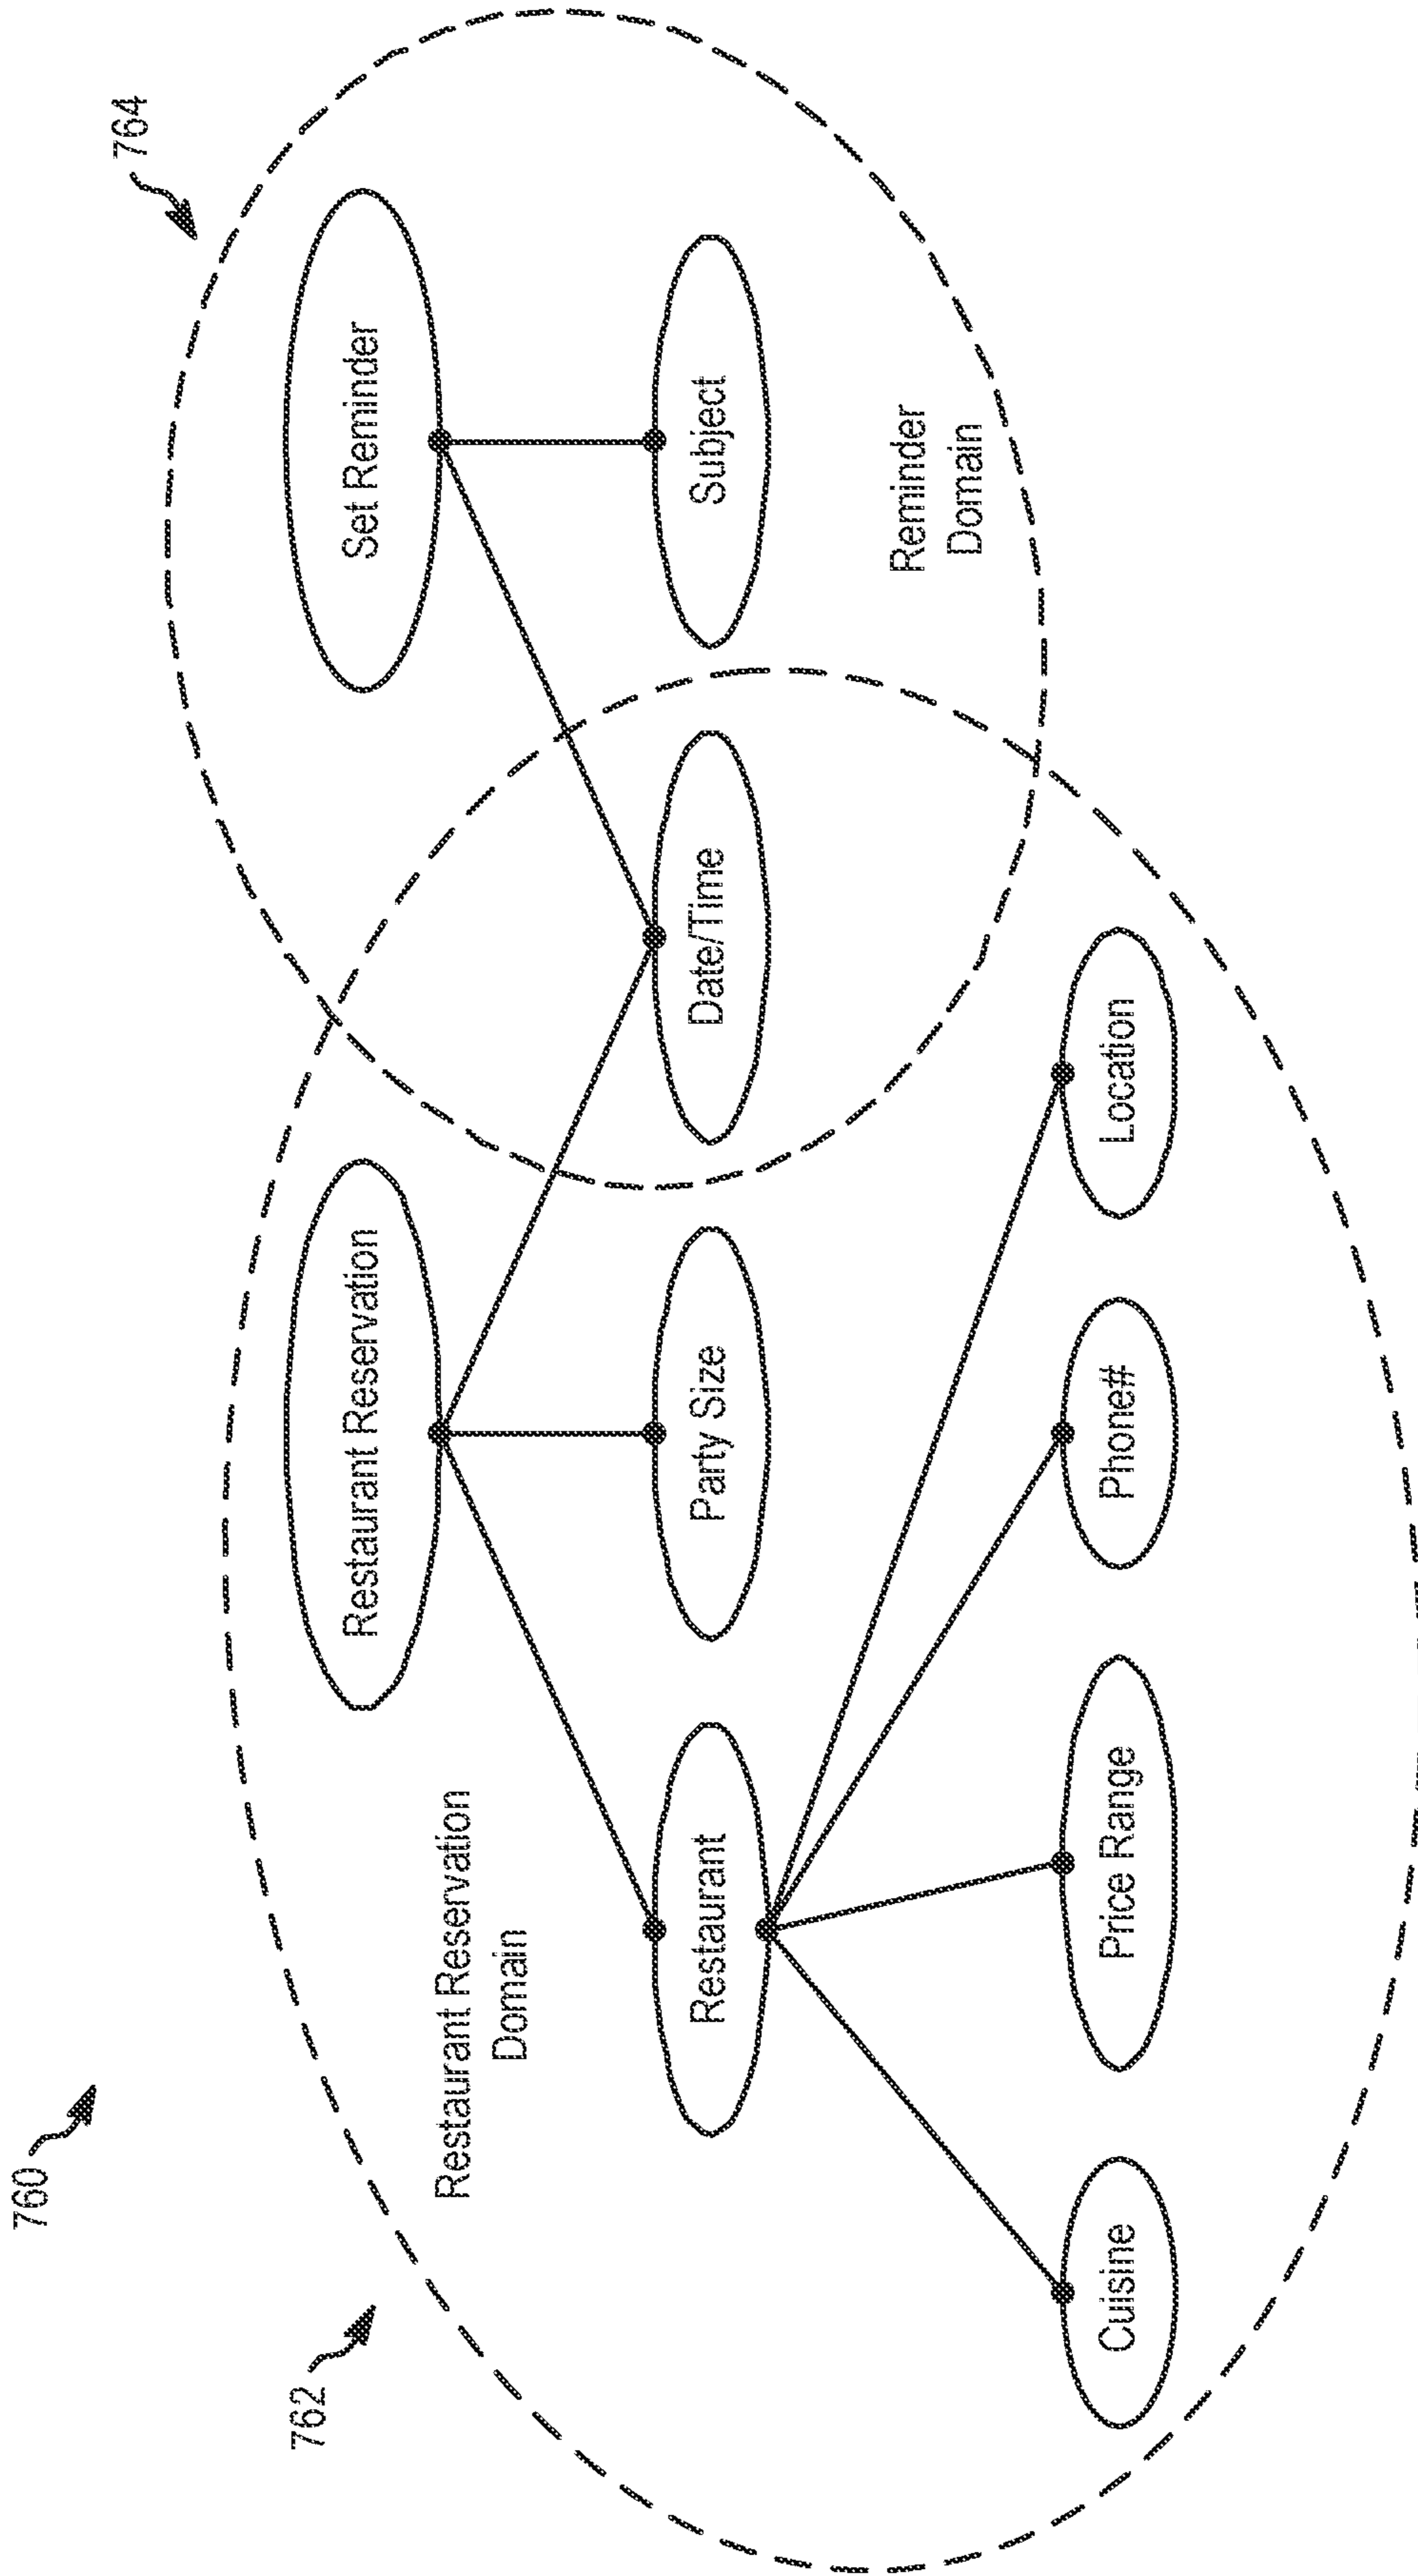 760
762
764
Restaurant Reservation
Set Reminder
Restaurant Reservation
Domain
Restaurant
Party Size
Date/Time
Subject
Reminder
Domain
Cuisine
Price Range
Phone#
Location